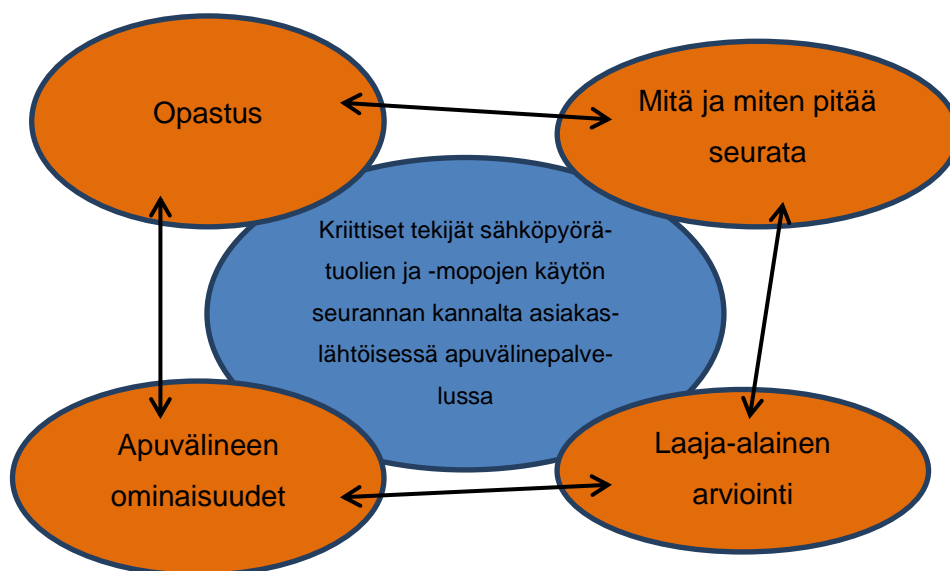 Opastus
Mitä ja miten pitää
seurata
Kriittiset tekijät sähköpyörä-
tuolien ja -mopojen käytön
seurannan kannalta asiakas-
lähtöisessä apuvälinepalve-
lussa
Apuvälineen
ominaisuudet
Laaja-alainen
arviointi